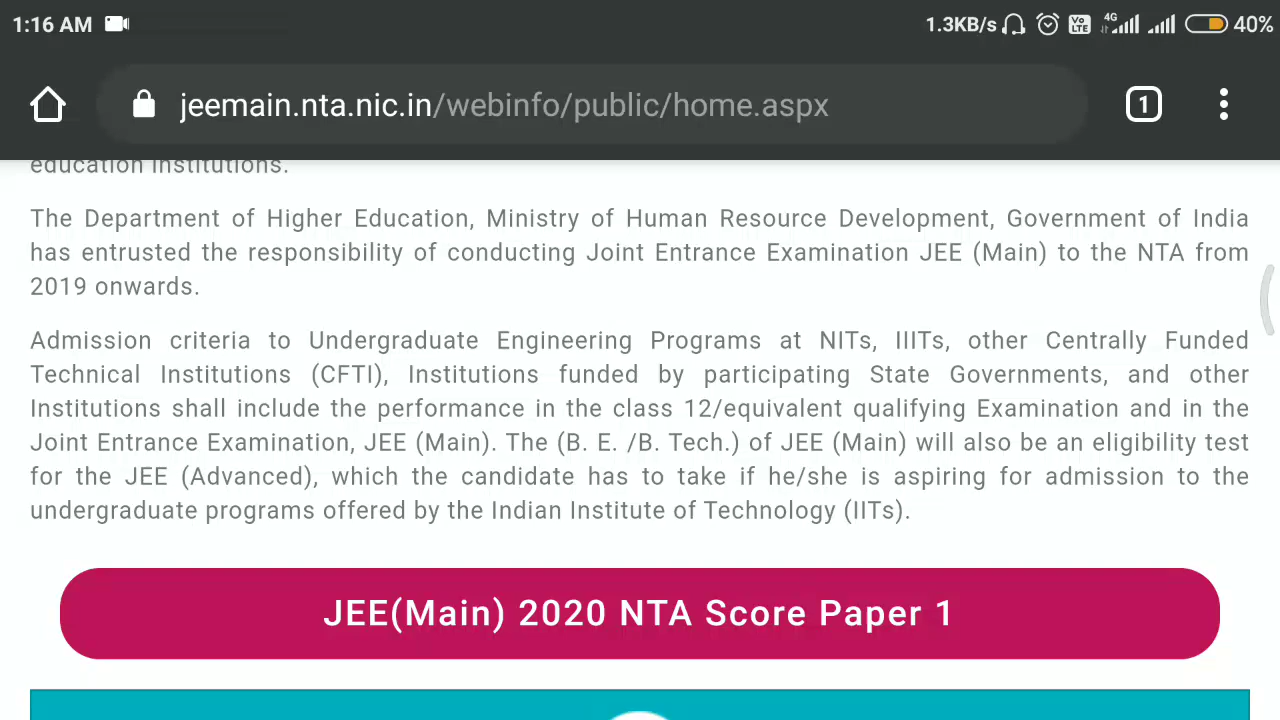 1:16 AM
1.3KB/s
Vo
LTE
4G
40%
jeemain.nta.nic.in/webinfo/public/home.aspx
1
education institutions.
The Department of Higher Education, Ministry of Human Resource Development, Government of India
has entrusted the responsibility of conducting Joint Entrance Examination JEE (Main) to the NTA from
2019 onwards.
Admission criteria to Undergraduate Engineering Programs at NITs, IIITs, other Centrally Funded
Technical Institutions (CFTI), Institutions funded by participating State Governments, and other
Institutions shall include the performance in the class 12/equivalent qualifying Examination and in the
Joint Entrance Examination, JEE (Main). The (B. E. /B. Tech.) of JEE (Main) will also be an eligibility test
for the JEE (Advanced), which the candidate has to take if he/she is aspiring for admission to the
undergraduate programs offered by the Indian Institute of Technology (IITs).
JEE(Main) 2020 NTA Score Paper 1